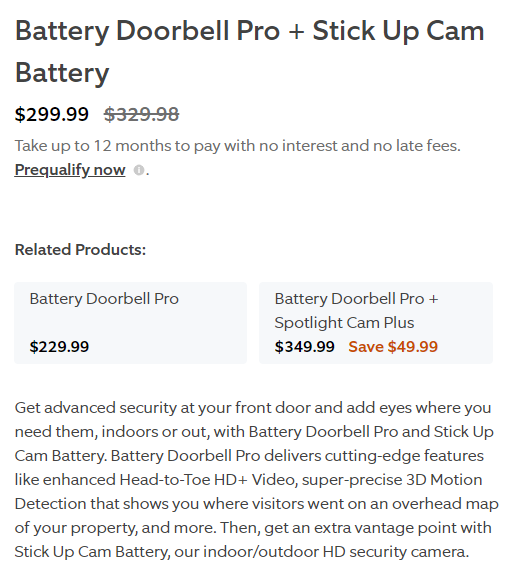 Battery Doorbell Pro + Stick Up Cam
Battery
$299.99 $329.98
Take up to 12 months to pay with no interest and no late fees.
Prequalify now .
Related Products:
Battery Doorbell Pro
$229.99
Battery Doorbell Pro +
Spotlight Cam Plus
$349.99 Save $49.99
Get advanced security at your front door and add eyes where you
need them, indoors or out, with Battery Doorbell Pro and Stick Up
Cam Battery. Battery Doorbell Pro delivers cutting-edge features
like enhanced Head-to-Toe HD+ Video, super-precise 3D Motion
Detection that shows you where visitors went on an overhead map
of your property, and more. Then, get an extra vantage point with
Stick Up Cam Battery, our indoor/outdoor HD security camera.